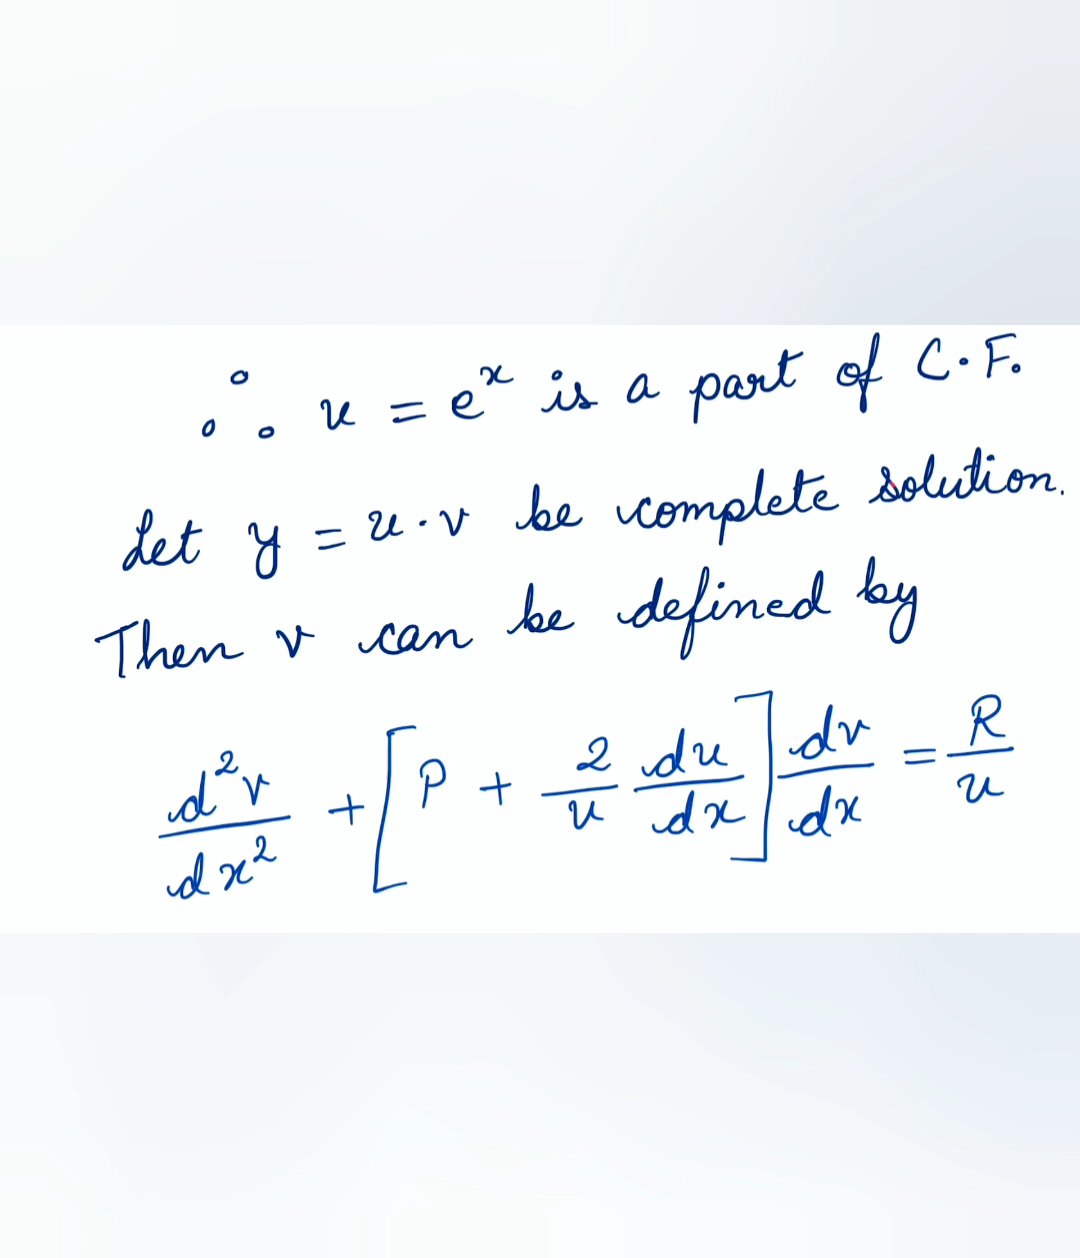 ∴ u = eˣ is a part of C.F.
Let y = u·v be complete solution.
Then v can be defined by
d²v/dx² + [P + 2/u du/dx] dv/dx = R/u